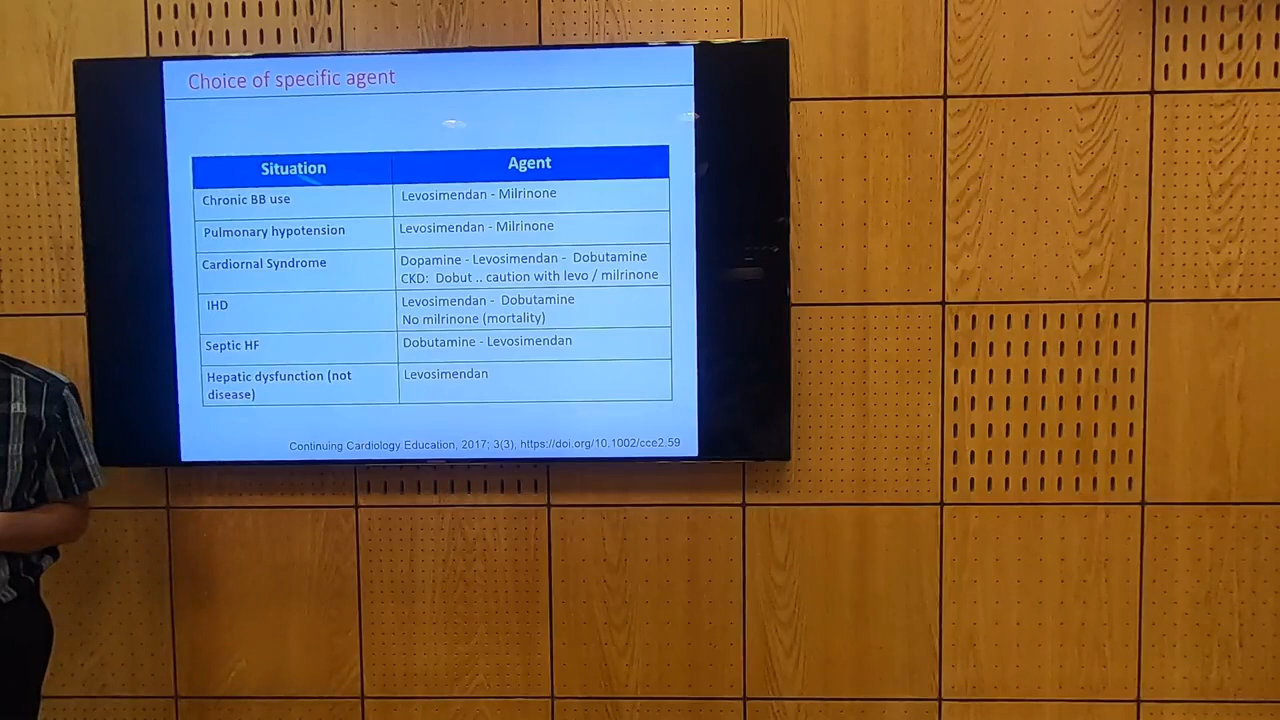 Choice of specific agent
Situation
Agent
Chronic BB use
Levosimendan - Milrinone
Pulmonary hypertension
Levosimendan - Milrinone
Cardiornal Syndrome
Dopamine - Levosimendan - Dobutamine
CKD: Dobut .. caution with levo / milrinone
IHD
Levosimendan - Dobutamine
No milrinone (mortality)
Septic HF
Dobutamine - Levosimendan
Hepatic dysfunction (not
disease)
Levosimendan
Continuing Cardiology Education, 2017; 3(3), https://doi.org/10.1002/cce2.59